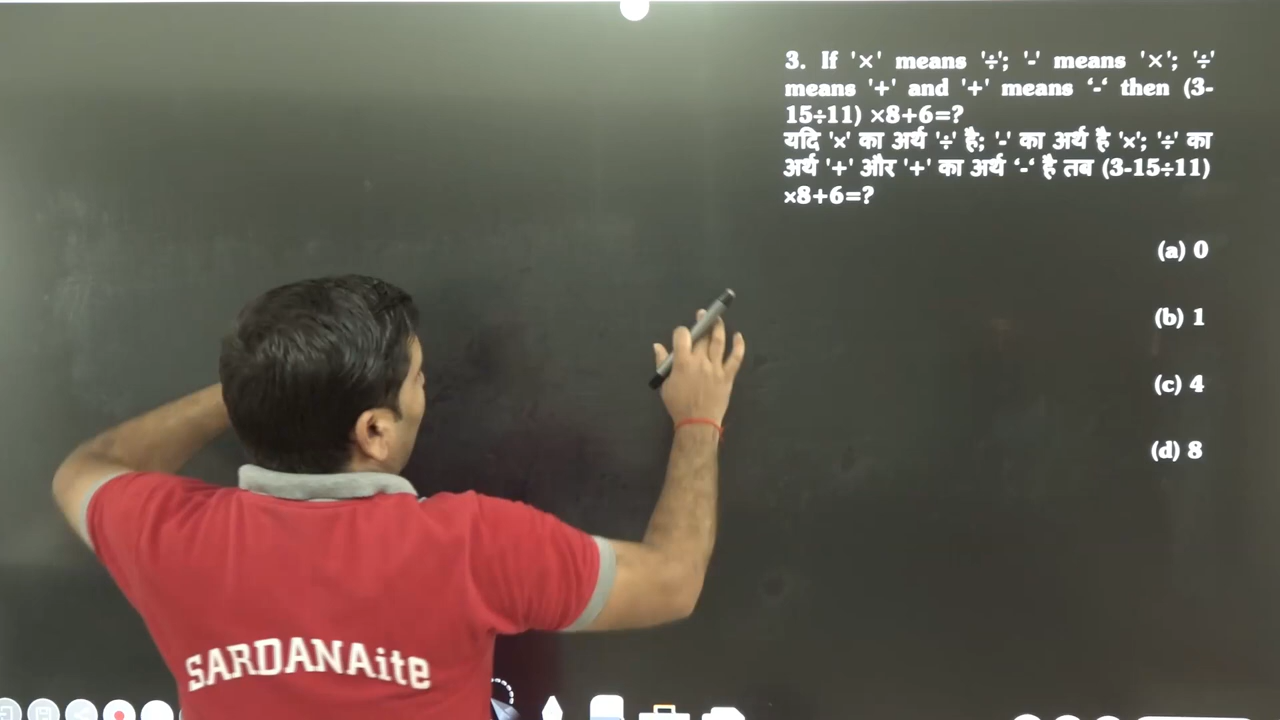 3. If '×' means '÷'; '-' means '×'; '÷'
means '+' and '+' means ‘-‘ then (3-
15÷11) ×8+6=?
यदि '×' का अर्थ '÷' है; '-' का अर्थ है '×'; '÷' का
अर्थ '+' और '+' का अर्थ ‘-‘ है तब (3-15÷11)
×8+6=?
(a) 0
(b) 1
(c) 4
(d) 8
SARDANAite